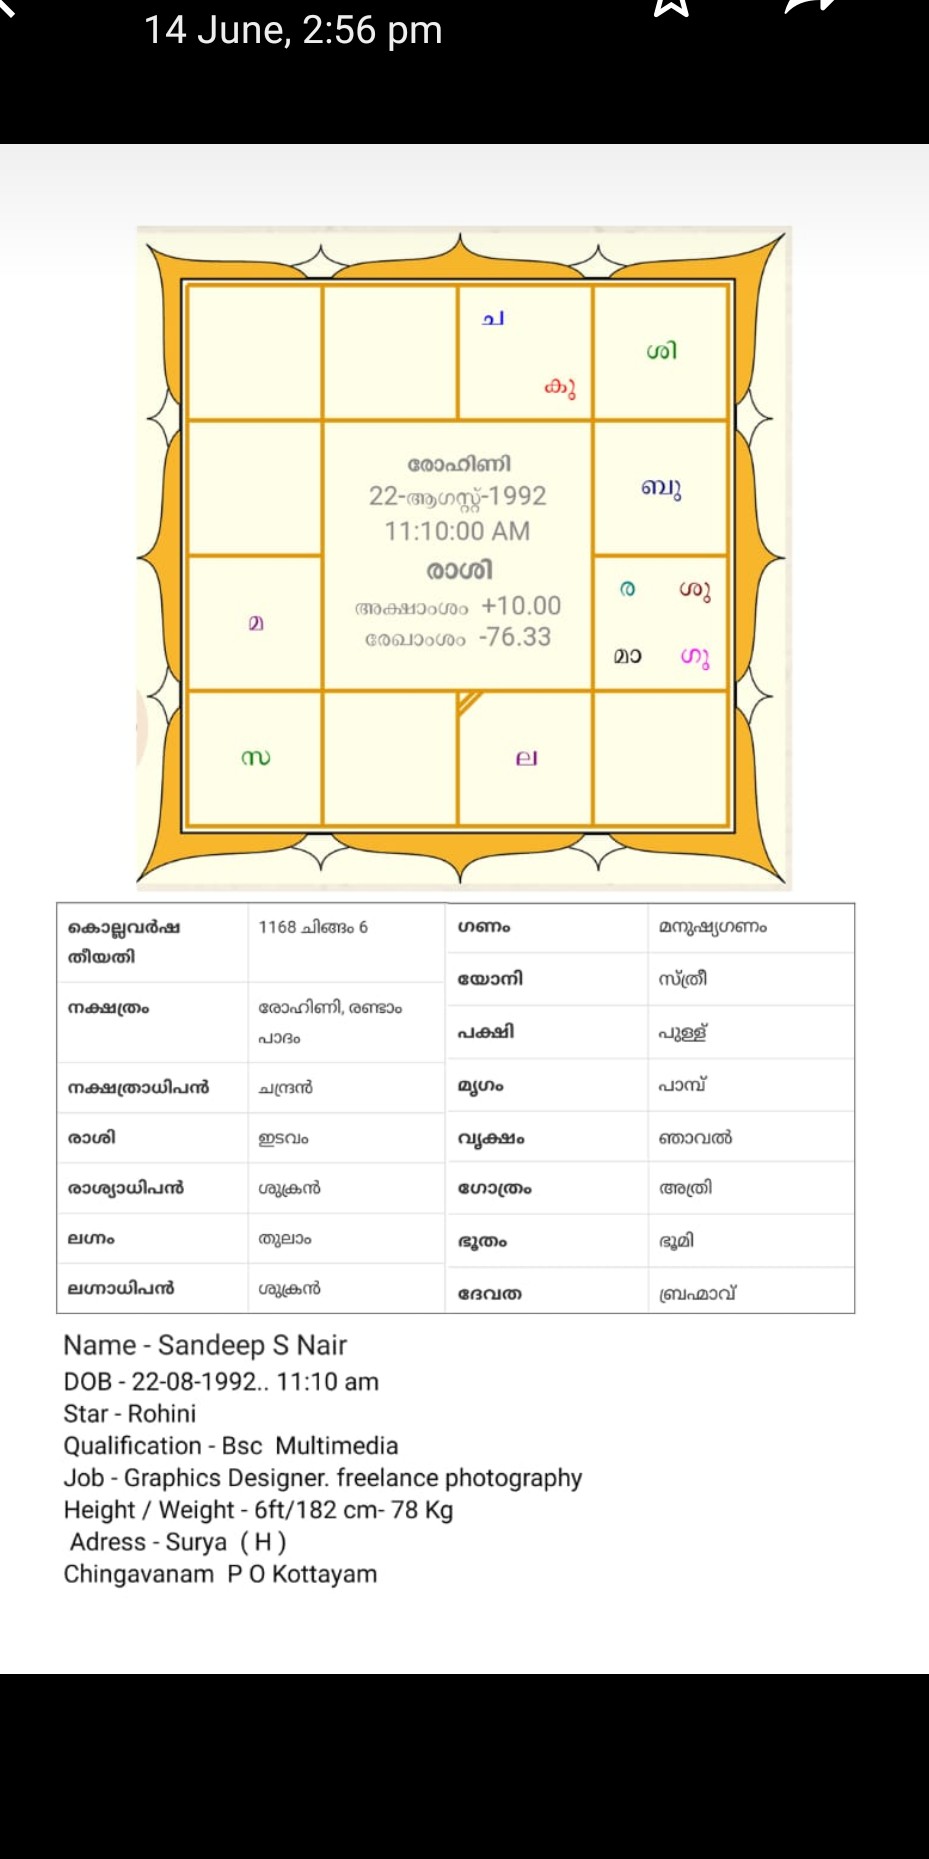 14 June, 2:56 pm
ച
കു
ശി
രോഹിണി
22-ആഗസ്റ്റ്-1992
11:10:00 AM
രാശി
അക്ഷാംശം +10.00
രേഖാംശം -76.33
ബു
മ
ര ശു
മാ ഗു
സ
ല
കൊല്ലവർഷ
തീയതി
1168 ചിങ്ങം 6
നക്ഷത്രം
രോഹിണി, രണ്ടാം
പാദം
നക്ഷത്രാധിപൻ ചന്ദ്രൻ
രാശി ഇടവം
രാശ്യാധിപൻ ശുക്രൻ
ലഗ്നം തുലാം
ലഗ്നാധിപൻ ശുക്രൻ
ഗണം മനുഷ്യഗണം
യോനി സ്ത്രീ
പക്ഷി പുള്ള്
മൃഗം പാമ്പ്
വൃക്ഷം ഞാവൽ
ഗോത്രം അത്രി
ഭൂതം ഭൂമി
ദേവത ബ്രഹ്മാവ്
Name - Sandeep S Nair
DOB - 22-08-1992.. 11:10 am
Star - Rohini
Qualification - Bsc Multimedia
Job - Graphics Designer. freelance photography
Height / Weight - 6ft/182 cm- 78 Kg
Adress - Surya ( H )
Chingavanam P O Kottayam